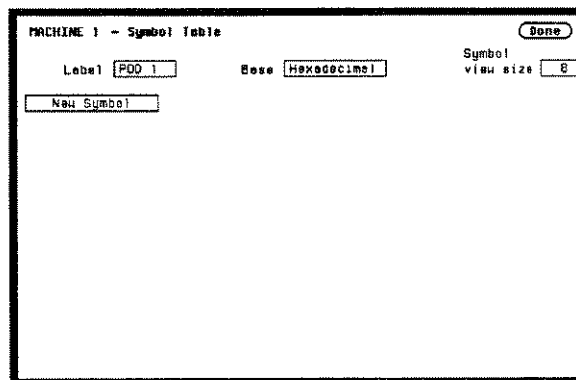 MACHINE 1 - Symbol Table
Done
Label POD 1
Base Hexadecimal
Symbol
view size 8
New Symbol